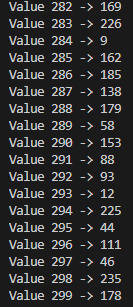 Value 282 -> 169
Value 283 -> 226
Value 284 -> 9
Value 285 -> 162
Value 286 -> 185
Value 287 -> 138
Value 288 -> 179
Value 289 -> 58
Value 290 -> 153
Value 291 -> 88
Value 292 -> 93
Value 293 -> 12
Value 294 -> 225
Value 295 -> 44
Value 296 -> 111
Value 297 -> 46
Value 298 -> 235
Value 299 -> 178